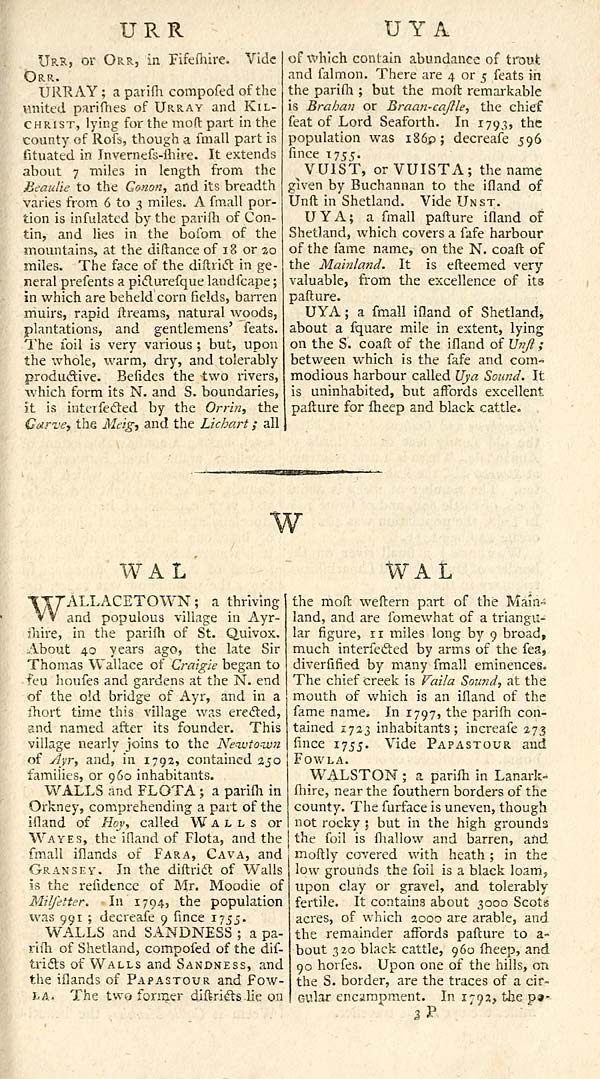 URR
URR, or ORR, in Fifeſhire. Vide
ORR.
URRAY; a pariſh compoſed of the
united pariſhes of URRAY and KIL-
CHRIST, lying for the moſt part in the
county of Roſs, though a ſmall part is
ſituated in Inverneſs-ſhire. It extends
about 7 miles in length from the
Beaulie to the Conon, and its breadth
varies from 6 to 3 miles. A ſmall por-
tion is inſulated by the pariſh of Con-
tin, and lies in the boſom of the
mountains, at the diſtance of 18 or 20
miles. The face of the diſtrict in ge-
neral preſents a pictureſque landſcape;
in which are beheld corn fields, barren
muirs, rapid ſtreams, natural woods,
plantations, and gentlemens' ſeats.
The ſoil is very various; but, upon
the whole, warm, dry, and tolerably
productive. Beſides the two rivers,
which form its N. and S. boundaries,
it is interſected by the Orrin, the
Garve, the Meig, and the Lichart; all
UYA
of which contain abundance of trout
and ſalmon. There are 4 or 5 ſeats in
the pariſh; but the moſt remarkable
is Brahan or Braan-caſtle, the chief
ſeat of Lord Seaforth. In 1793, the
population was 1860; decreaſe 596
ſince 1755.
VUIST, or VUISTA; the name
given by Buchannan to the iſland of
Unſt in Shetland. Vide UNST.
UYA; a ſmall paſture iſland of
Shetland, which covers a ſafe harbour
of the ſame name, on the N. coaſt of
the Mainland. It is eſteemed very
valuable, from the excellence of its
paſture.
UYA; a ſmall iſland of Shetland,
about a ſquare mile in extent, lying
on the S. coaſt of the iſland of Unſt;
between which is the ſafe and com-
modious harbour called Uya Sound. It
is uninhabited, but affords excellent
paſture for ſheep and black cattle.
W
WAL
WALLACETOWN; a thriving
and populous village in Ayr-
ſhire, in the pariſh of St. Quivox.
About 40 years ago, the late Sir
Thomas Wallace of Craigie began to
feu houſes and gardens at the N. end
of the old bridge of Ayr, and in a
ſhort time this village was erected,
and named after its founder. This
village nearly joins to the Newtown
of Ayr, and, in 1792, contained 250
families, or 960 inhabitants.
WALLS and FLOTA; a pariſh in
Orkney, comprehending a part of the
iſland of Hoy, called WALLS or
WAYES, the iſland of Flota, and the
ſmall iſlands of FARA, CAVA, and
GRANSEY. In the diſtrict of Walls
is the reſidence of Mr. Moodie of
Milſetter. In 1794, the population
was 991; decreaſe 9 ſince 1755.
WALLS and SANDNESS; a pa-
riſh of Shetland, compoſed of the diſ-
tricts of WALLS and SANDNESS, and
the iſlands of PAPASTOUR and FOW-
LA. The two former diſtricts lie on
WAL
the moſt weſtern part of the Main-
land, and are ſomewhat of a triangu-
lar figure, 11 miles long by 9 broad,
much interſected by arms of the ſea,
diverſified by many ſmall eminences.
The chief creek is Vaila Sound, at the
mouth of which is an iſland of the
ſame name. In 1797, the pariſh con-
tained 1723 inhabitants; increaſe 273
ſince 1755. Vide PAPASTOUR and
FOWLA.
WALSTON; a pariſh in Lanark-
ſhire, near the ſouthern borders of the
county. The ſurface is uneven, though
not rocky; but in the high grounds
the ſoil is ſhallow and barren, and
moſtly covered with heath; in the
low grounds the ſoil is a black loam,
upon clay or gravel, and tolerably
fertile. It contains about 3000 Scots
acres, of which 2000 are arable, and
the remainder affords paſture to a-
bout 320 black cattle, 960 ſheep, and
90 horſes. Upon one of the hills, on
the S. border, are the traces of a cir-
cular encampment. In 1792, the po-
3 P